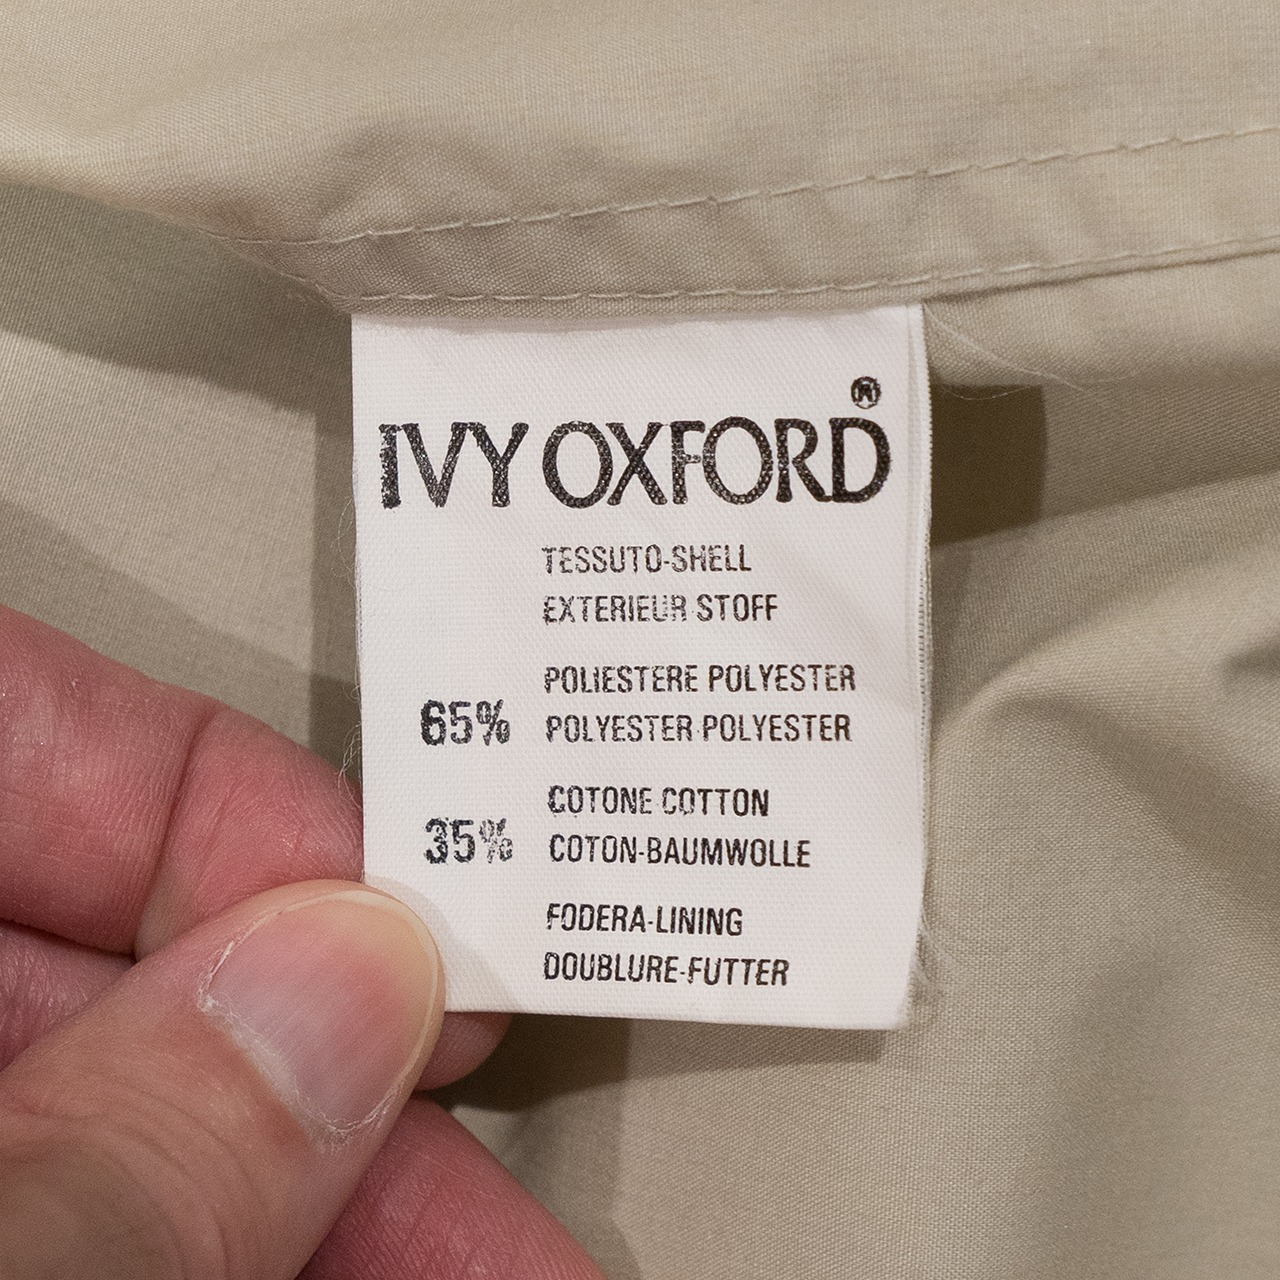 IVY OXFORD®
TESSUTO-SHELL
EXTERIEUR STOFF
POLIESTERE POLYESTER
65% POLYESTER POLYESTER
COTONE COTTON
35% COTON-BAUMWOLLE
FODERA-LINING
DOUBLURE-FUTTER